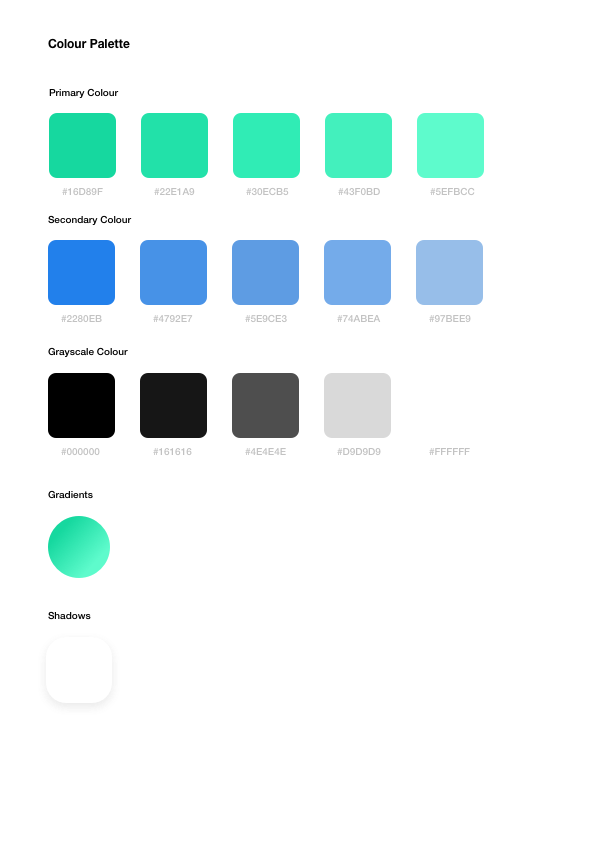 Colour Palette
Primary Colour
#16D89F #22E1A9 #30ECB5 #43F0BD #5EFBCC
Secondary Colour
#2280EB #4792E7 #5E9CE3 #74ABEA #97BEE9
Grayscale Colour
#000000 #161616 #4E4E4E #D9D9D9 #FFFFFF
Gradients
Shadows